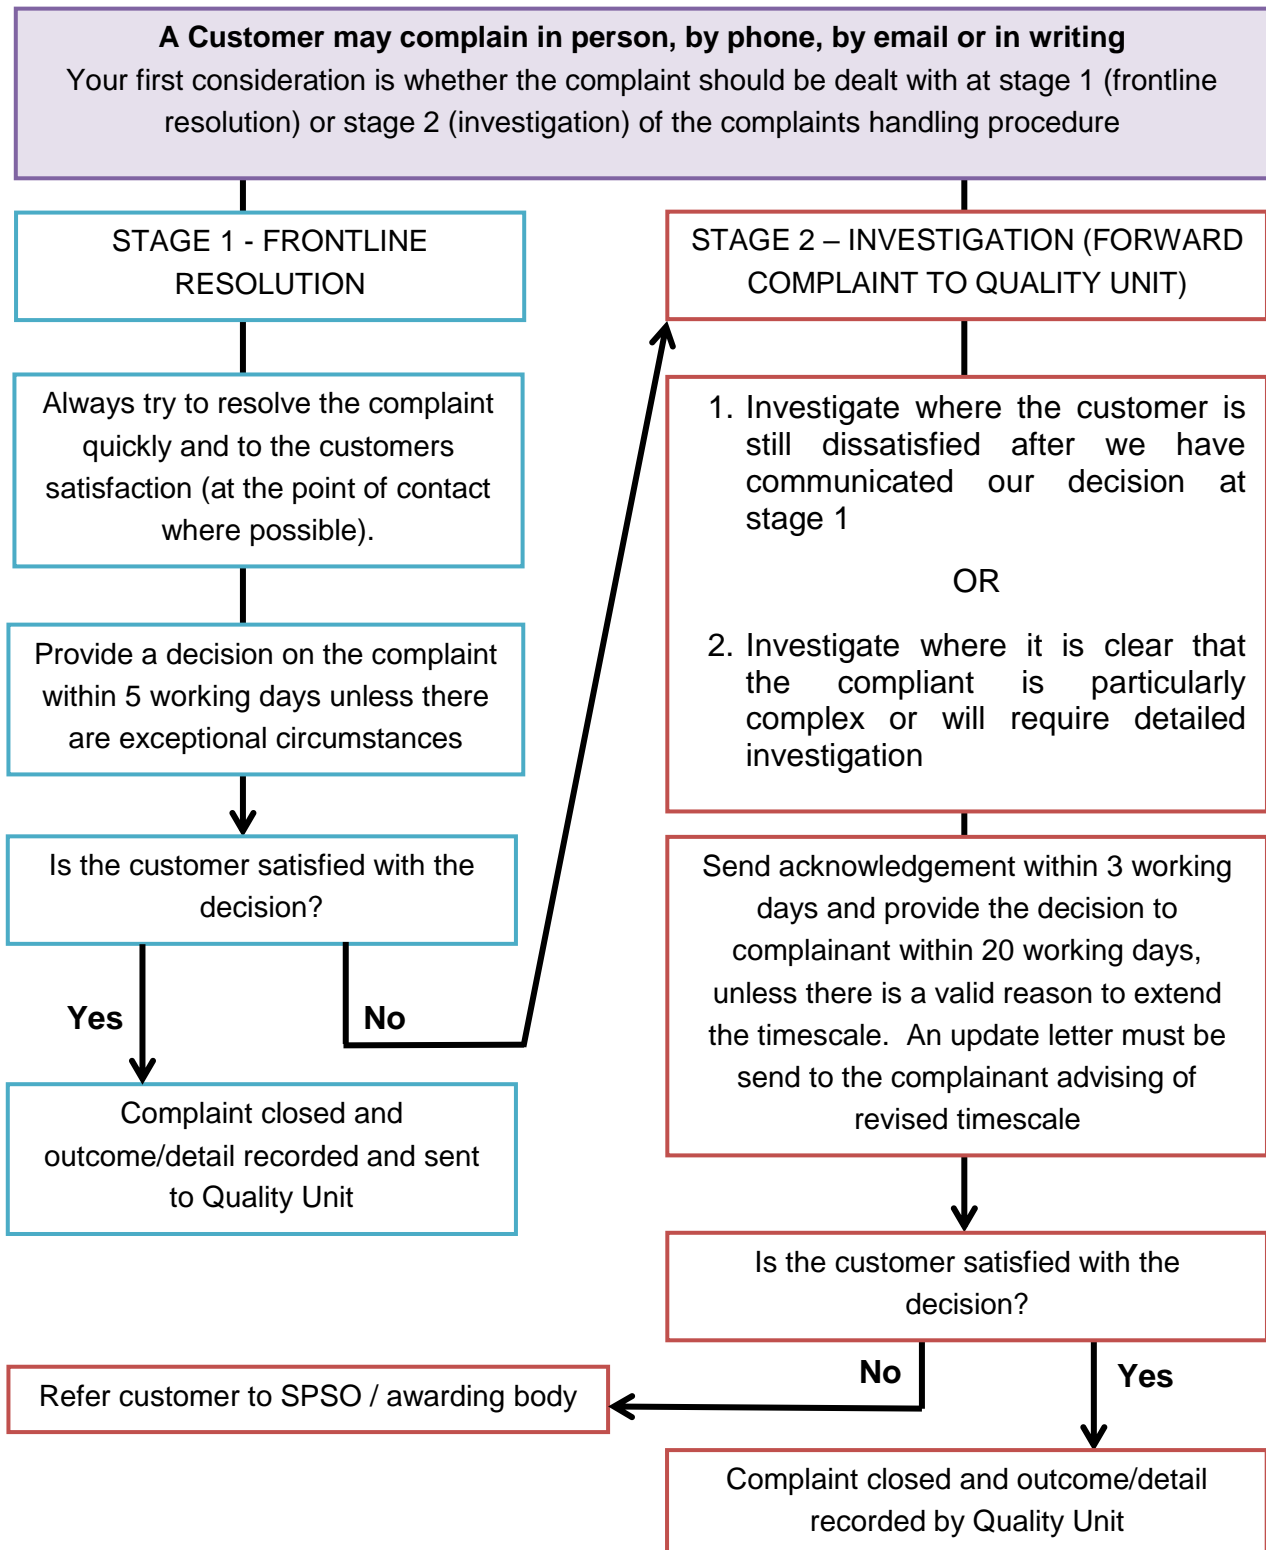 A Customer may complain in person, by phone, by email or in writing
Your first consideration is whether the complaint should be dealt with at stage 1 (frontline
resolution) or stage 2 (investigation) of the complaints handling procedure
STAGE 1 - FRONTLINE
RESOLUTION
Always try to resolve the complaint
quickly and to the customers
satisfaction (at the point of contact
where possible).
Provide a decision on the complaint
within 5 working days unless there
are exceptional circumstances
Is the customer satisfied with the
decision?
Yes
No
Complaint closed and
outcome/detail recorded and sent
to Quality Unit
STAGE 2 – INVESTIGATION (FORWARD
COMPLAINT TO QUALITY UNIT)
1. Investigate where the customer is
still dissatisfied after we have
communicated our decision at
stage 1
OR
2. Investigate where it is clear that
the compliant is particularly
complex or will require detailed
investigation
Send acknowledgement within 3 working
days and provide the decision to
complainant within 20 working days,
unless there is a valid reason to extend
the timescale. An update letter must be
send to the complainant advising of
revised timescale
Is the customer satisfied with the
decision?
No
Yes
Refer customer to SPSO / awarding body
Complaint closed and outcome/detail
recorded by Quality Unit